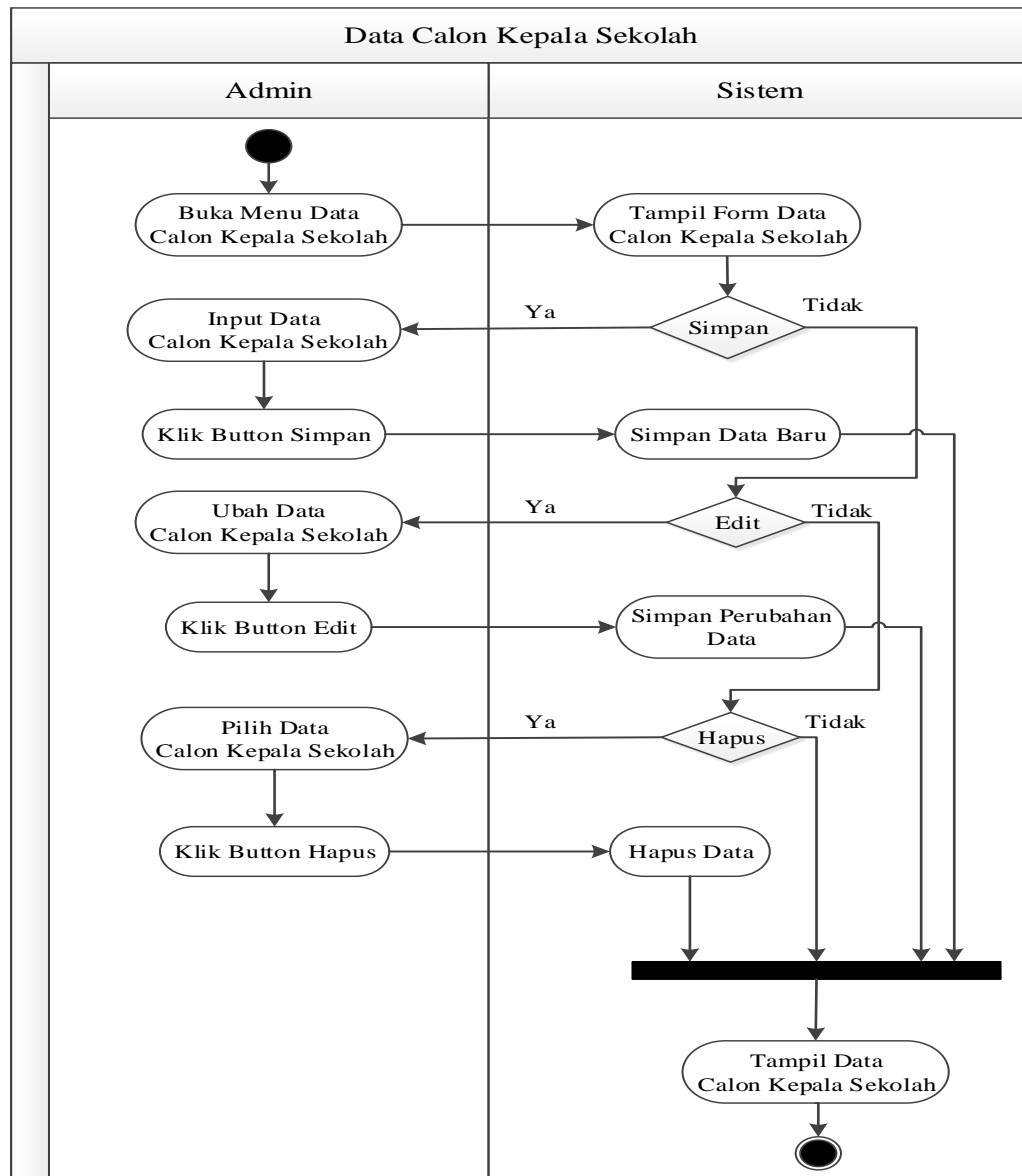 Data Calon Kepala Sekolah
Admin
Sistem
Buka Menu Data
Calon Kepala Sekolah
Tampil Form Data
Calon Kepala Sekolah
Input Data
Calon Kepala Sekolah
Ya
Simpan
Tidak
Klik Button Simpan
Simpan Data Baru
Ubah Data
Calon Kepala Sekolah
Ya
Edit
Tidak
Klik Button Edit
Simpan Perubahan
Data
Pilih Data
Calon Kepala Sekolah
Ya
Hapus
Tidak
Klik Button Hapus
Hapus Data
Tampil Data
Calon Kepala Sekolah